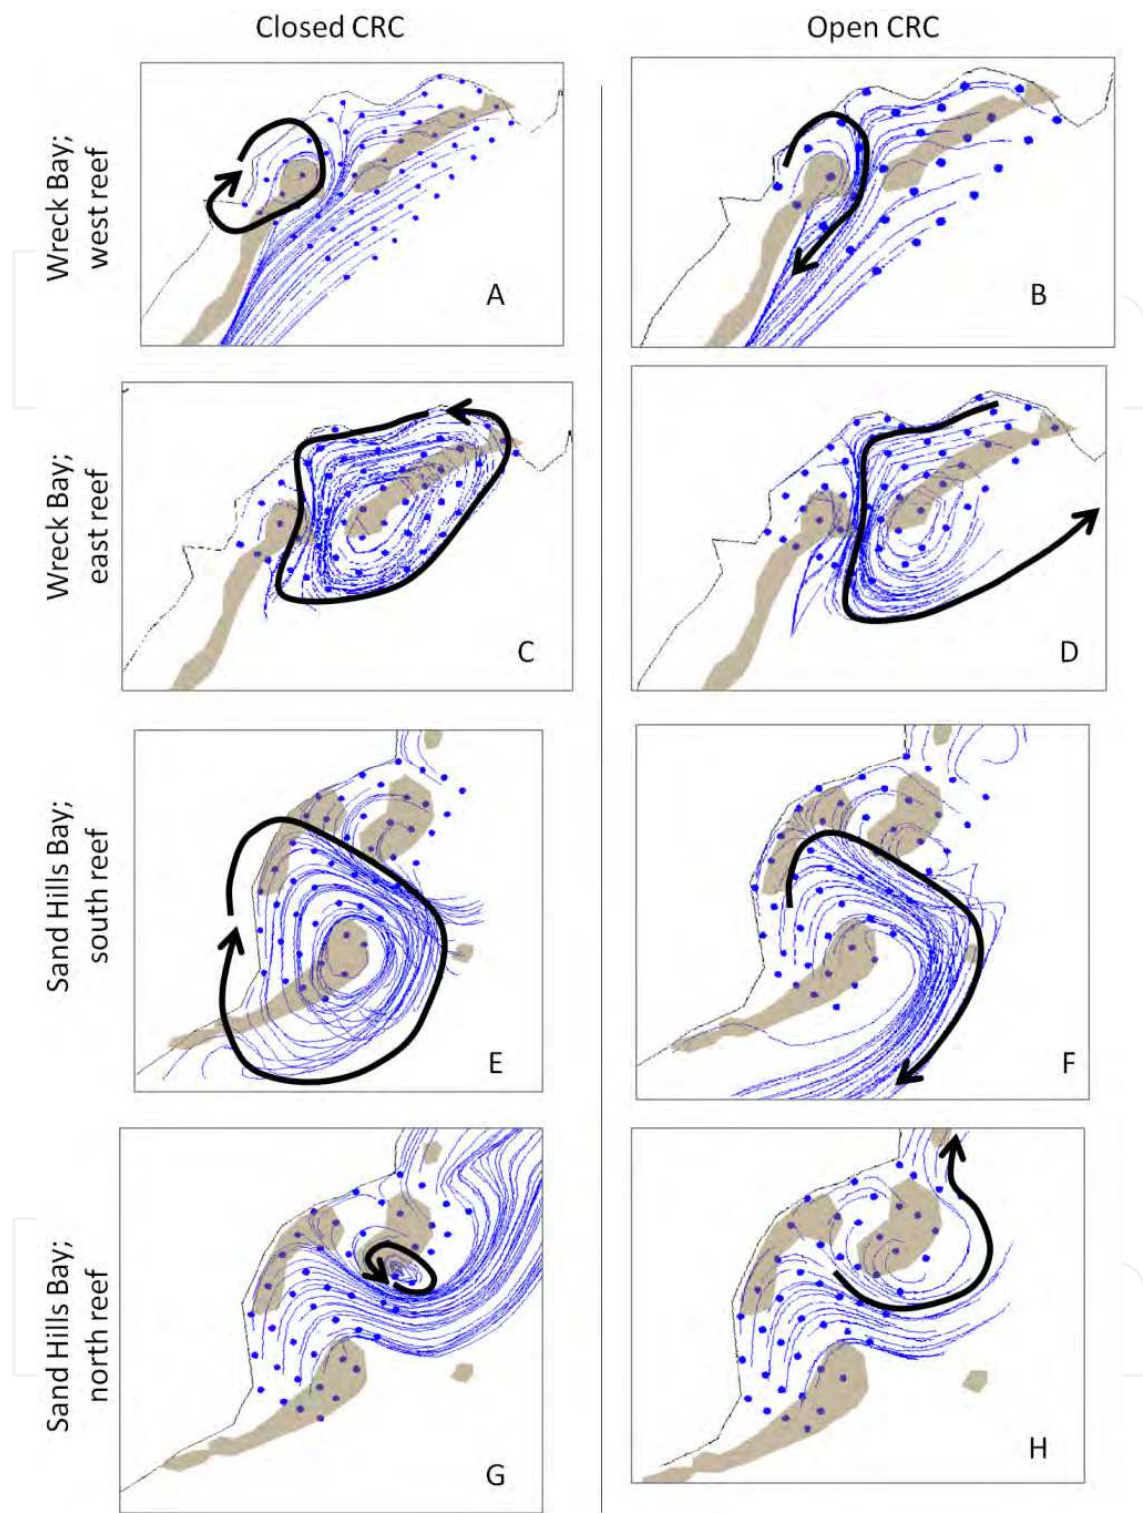 Closed CRC
Open CRC
Wreck Bay;
west reef
A
B
Wreck Bay;
east reef
C
D
Sand Hills Bay;
south reef
E
F
Sand Hills Bay;
north reef
G
H